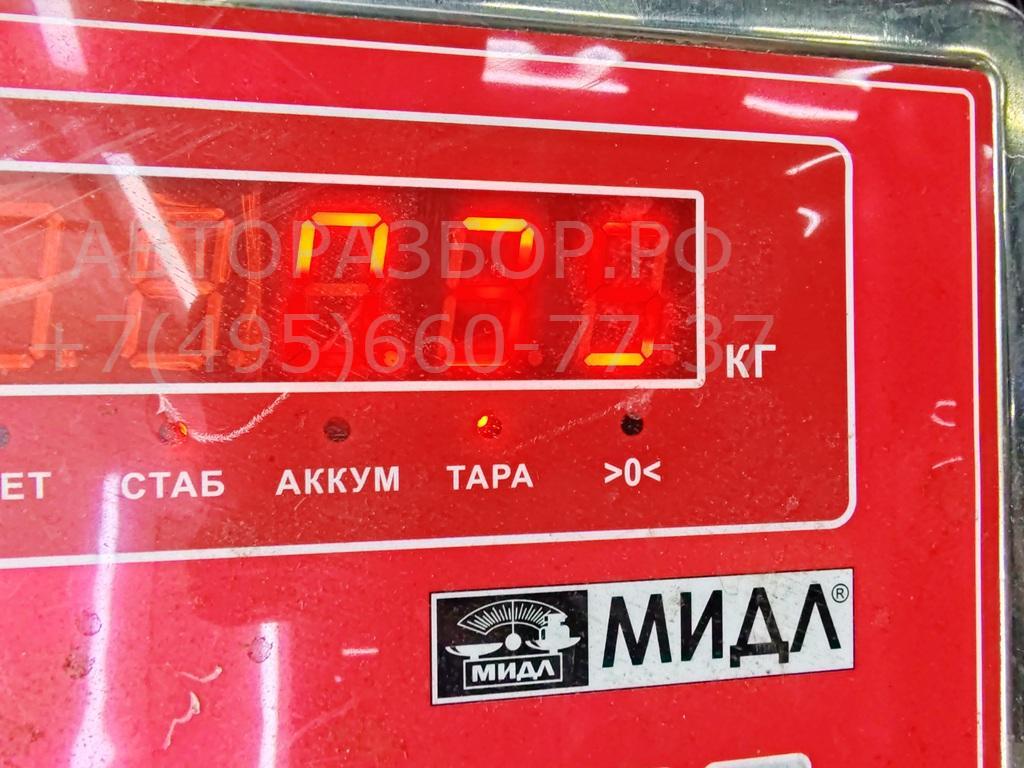 АВТОРАЗБОР.РФ
+7(495)660-77-37
КГ
ЕТ СТАБ АККУМ ТАРА >0<
МИДЛ МИДЛ®